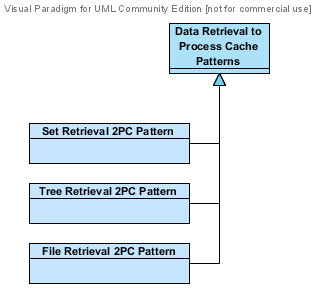 Visual Paradigm for UML Community Edition [not for commercial use]
Data Retrieval to
Process Cache
Patterns
Set Retrieval 2PC Pattern
Tree Retrieval 2PC Pattern
File Retrieval 2PC Pattern